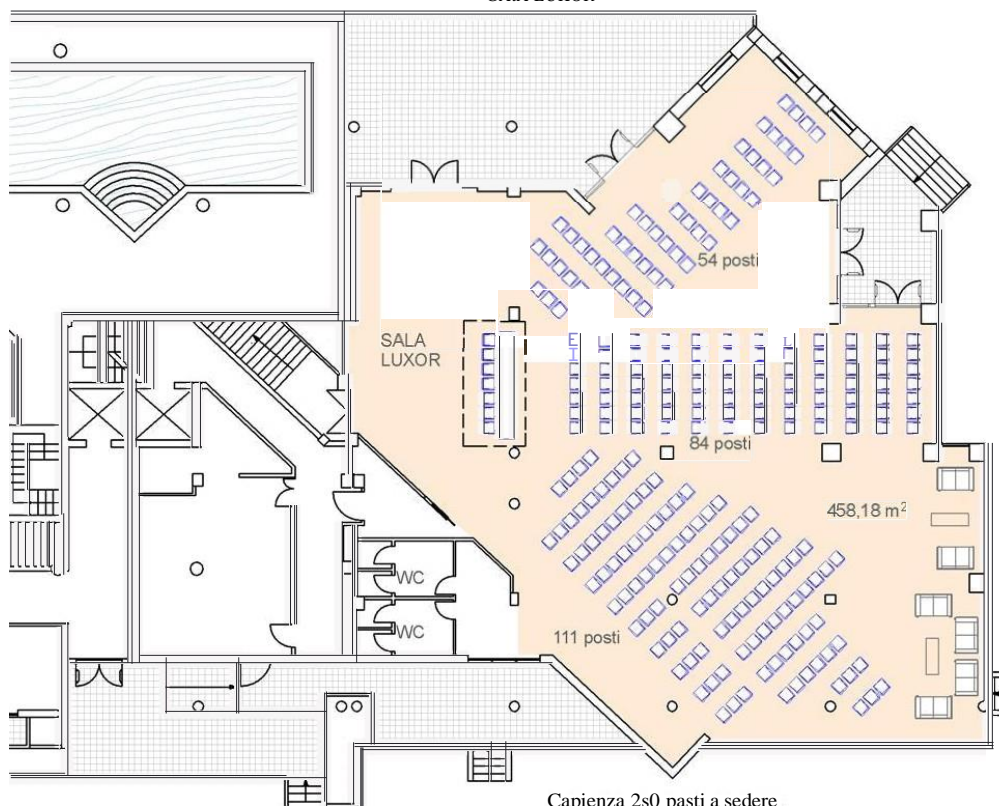 54 posti
SALA
LUXOR
84 posti
458,18 m²
WC
WC
111 posti
Capienza 2s0 pasti a sedere